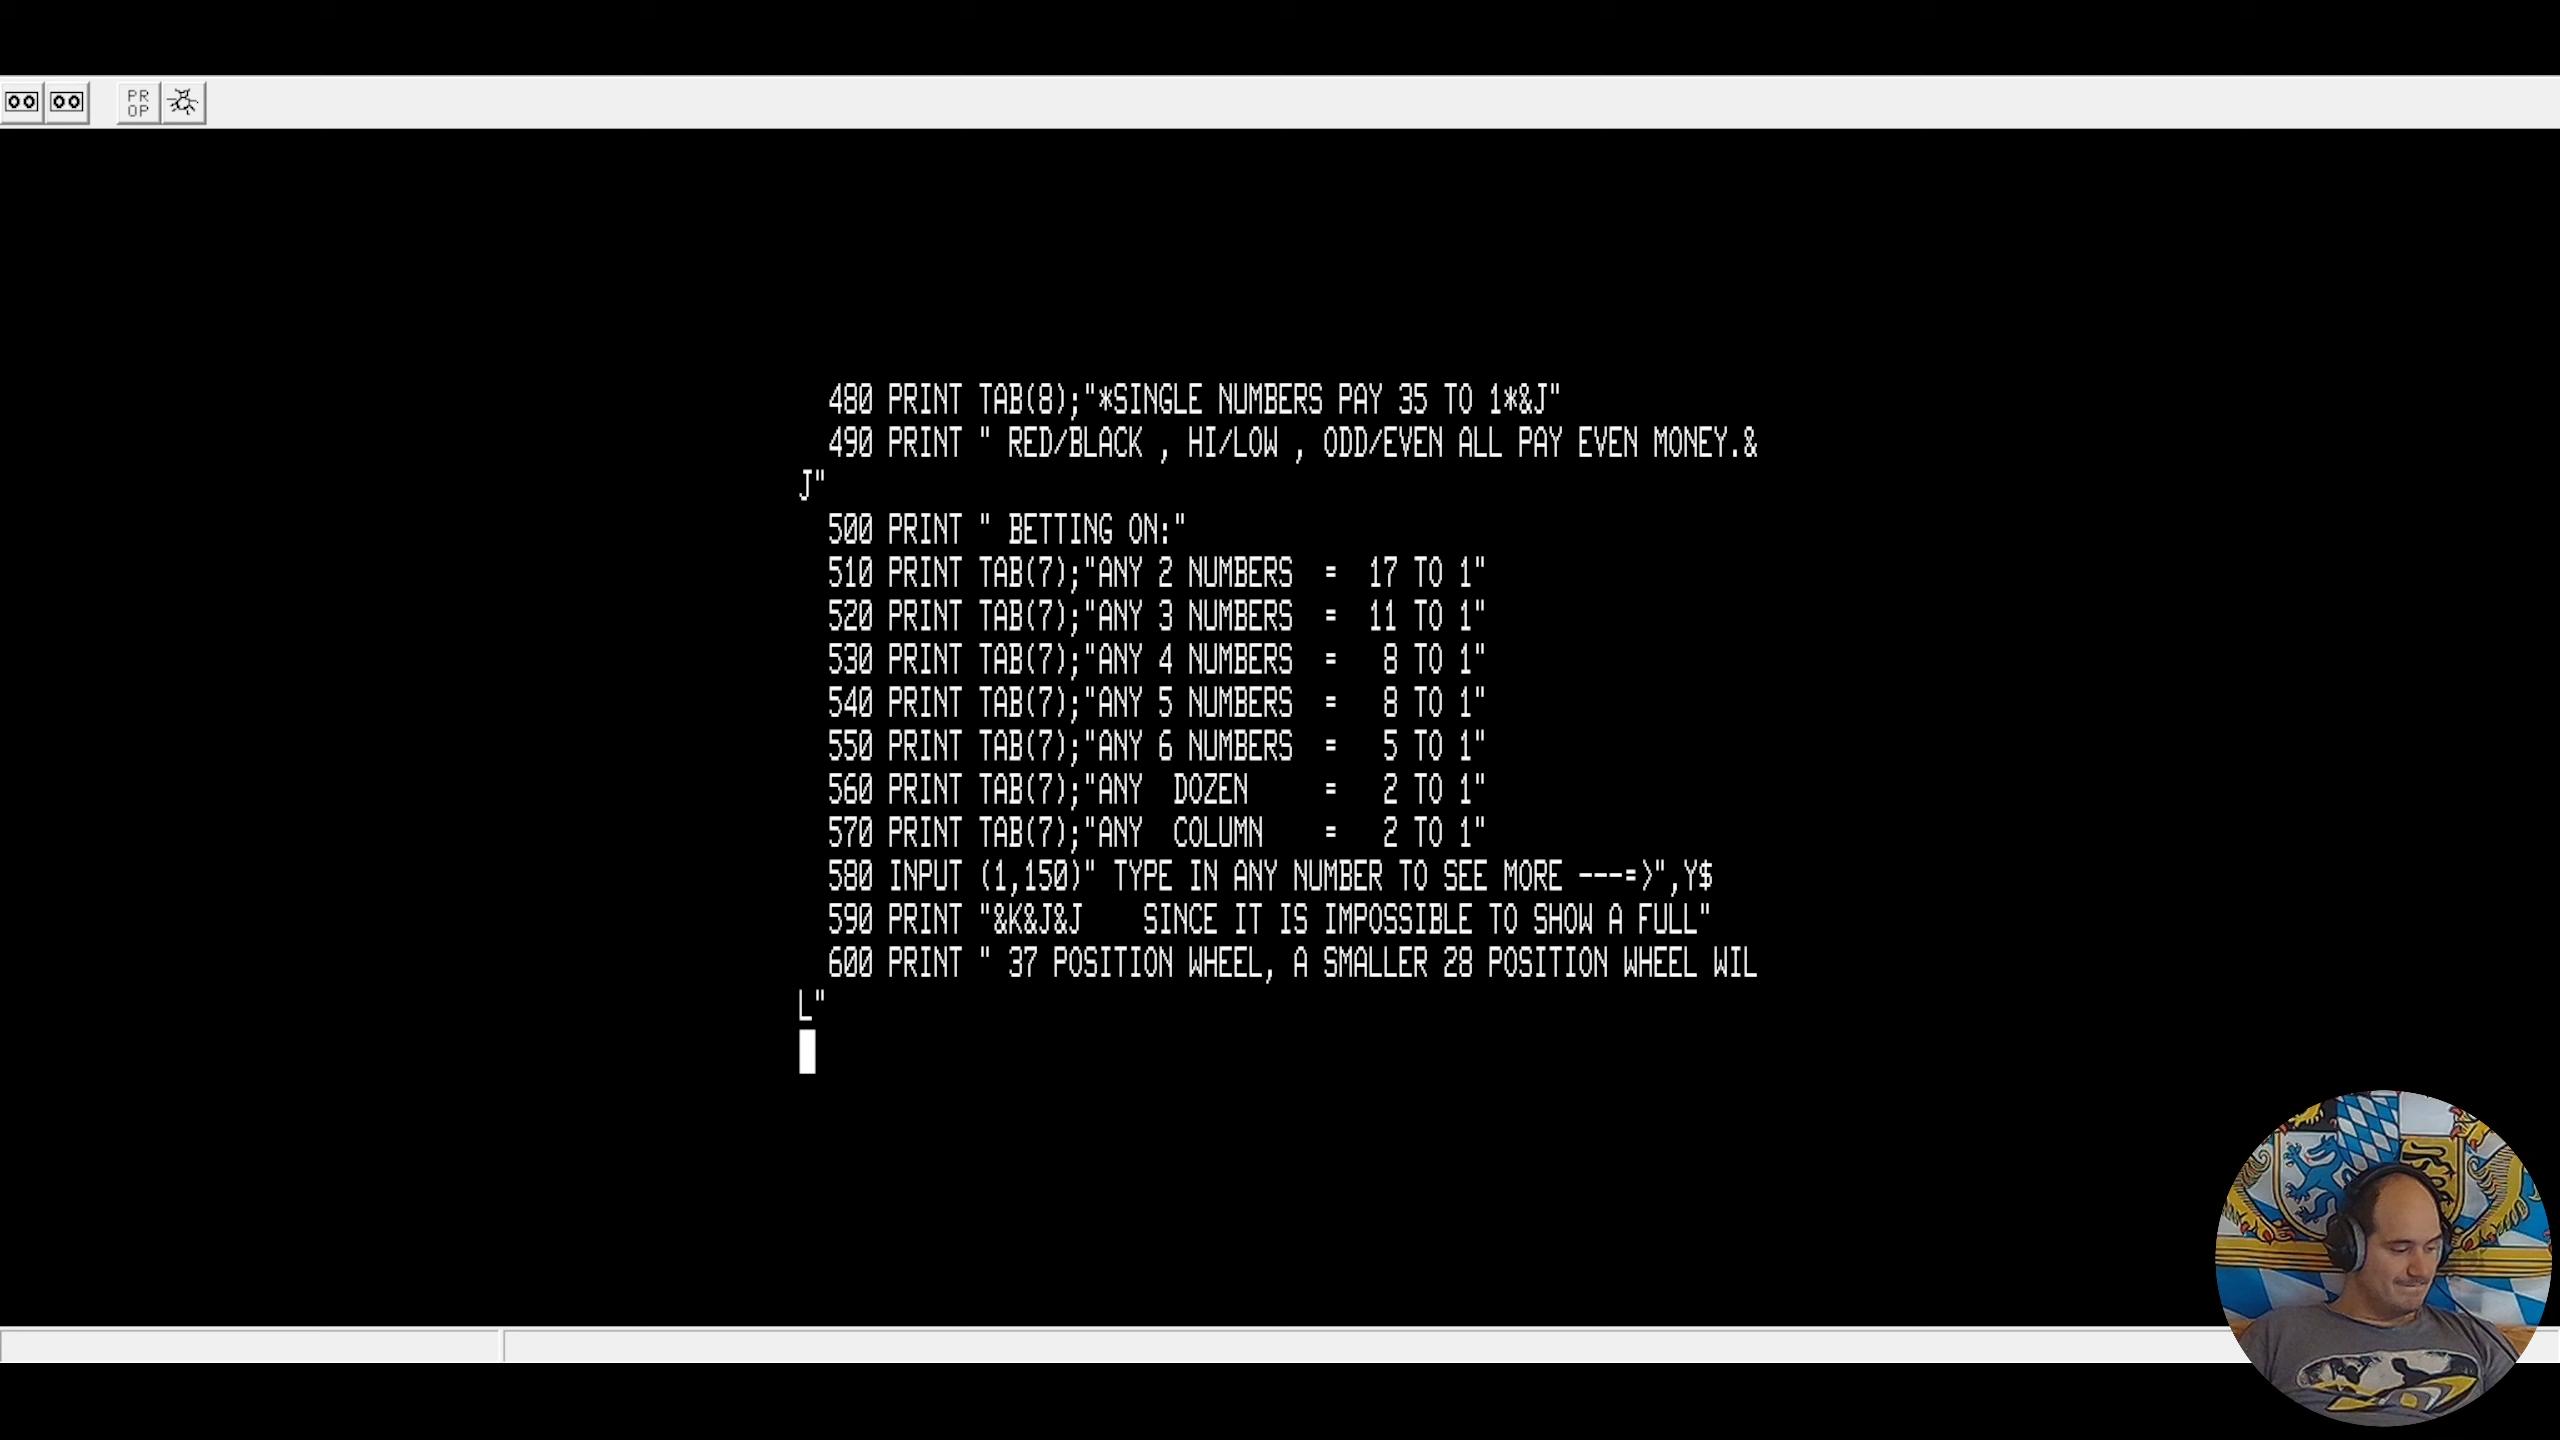 PR
OP
480 PRINT TAB(8);"*SINGLE NUMBERS PAY 35 TO 1*&J"
490 PRINT " RED/BLACK , HI/LOW , ODD/EVEN ALL PAY EVEN MONEY.&
J"
500 PRINT " BETTING ON:"
510 PRINT TAB(7);"ANY 2 NUMBERS  =  17 TO 1"
520 PRINT TAB(7);"ANY 3 NUMBERS  =  11 TO 1"
530 PRINT TAB(7);"ANY 4 NUMBERS  =   8 TO 1"
540 PRINT TAB(7);"ANY 5 NUMBERS  =   8 TO 1"
550 PRINT TAB(7);"ANY 6 NUMBERS  =   5 TO 1"
560 PRINT TAB(7);"ANY  DOZEN     =   2 TO 1"
570 PRINT TAB(7);"ANY  COLUMN    =   2 TO 1"
580 INPUT (1,150)" TYPE IN ANY NUMBER TO SEE MORE ---=>",Y$
590 PRINT "&K&J&J    SINCE IT IS IMPOSSIBLE TO SHOW A FULL"
600 PRINT " 37 POSITION WHEEL, A SMALLER 28 POSITION WHEEL WIL
L"